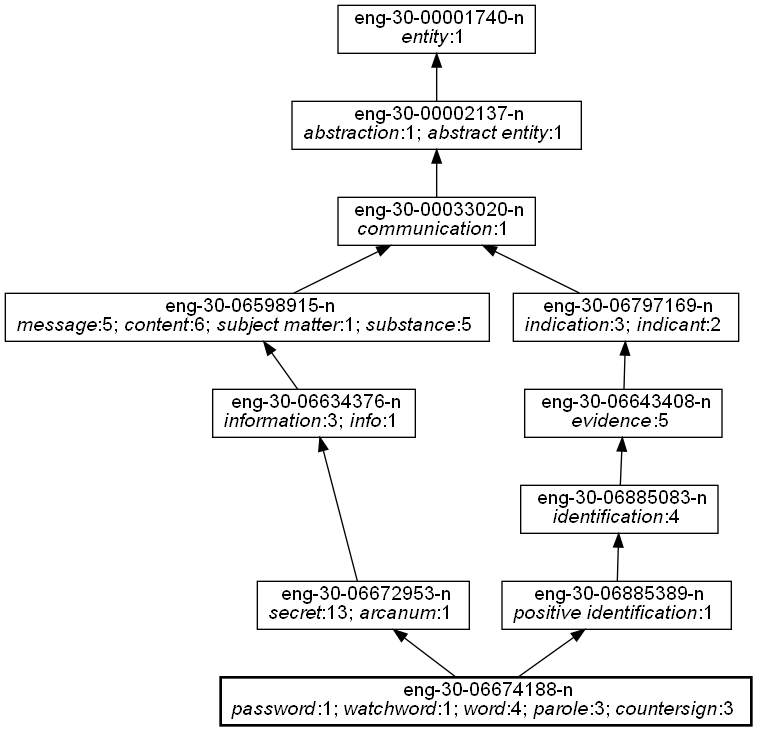 eng-30-00001740-n
entity:1
eng-30-00002137-n
abstraction:1; abstract entity:1
eng-30-00033020-n
communication:1
eng-30-06598915-n
message:5; content:6; subject matter:1; substance:5
eng-30-06797169-n
indication:3; indicant:2
eng-30-06634376-n
information:3; info:1
eng-30-06643408-n
evidence:5
eng-30-06885083-n
identification:4
eng-30-06672953-n
secret:13; arcanum:1
eng-30-06885389-n
positive identification:1
eng-30-06674188-n
password:1; watchword:1; word:4; parole:3; countersign:3